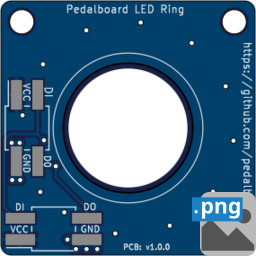 Pedalboard LED Ring
VCC
DI
GND
DO
https://github.com/pedalb
DI
DO
VCC
GND
PCB: v1.0.0
.png